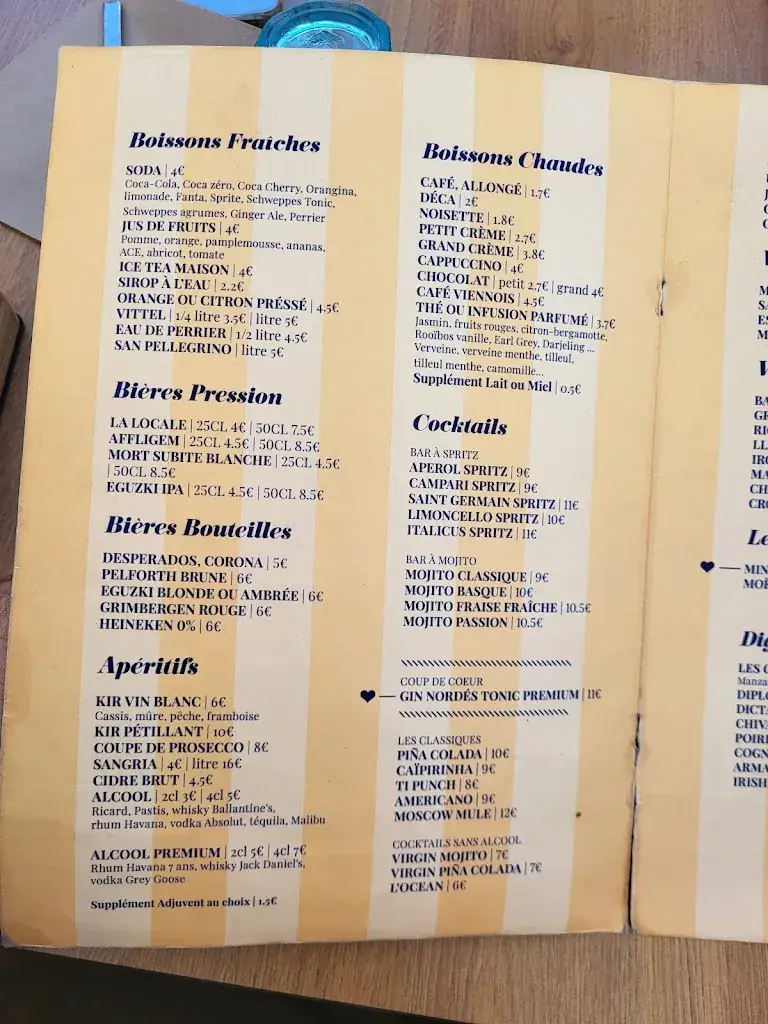 Boissons Fraîches
SODA | 4€
Coca-Cola, Coca zéro, Coca Cherry, Orangina,
limonade, Fanta, Sprite, Schweppes Tonic,
Schweppes agrumes, Ginger Ale, Perrier
JUS DE FRUITS | 4€
Pomme, orange, pamplemousse, ananas,
ACE, abricot, tomate
ICE TEA MAISON | 4€
SIROP À L'EAU | 2.2€
ORANGE OU CITRON PRÉSSÉ | 4.5€
VITTEL | 1/4 litre 3.5€ | litre 5€
EAU DE PERRIER | 1/2 litre 4.5€
SAN PELLEGRINO | litre 5€
Bières Pression
LA LOCALE | 25CL 4€ | 50CL 7.5€
AFFLIGEM | 25CL 4.5€ | 50CL 8.5€
MORT SUBITE BLANCHE | 25CL 4.5€
| 50CL 8.5€
EGUZKI IPA | 25CL 4.5€ | 50CL 8.5€
Bières Bouteilles
DESPERADOS, CORONA | 5€
PELFORTH BRUNE | 6€
EGUZKI BLONDE OU AMBRÉE | 6€
GRIMBERGEN ROUGE | 6€
HEINEKEN 0% | 6€
Apéritifs
KIR VIN BLANC | 6€
Cassis, mûre, pêche, framboise
KIR PÉTILLANT | 10€
COUPE DE PROSECCO | 8€
SANGRIA | 4€ | litre 16€
CIDRE BRUT | 4.5€
ALCOOL | 2cl 3€ | 4cl 5€
Ricard, Pastis, whisky Ballantine's,
rhum Havana, vodka Absolut, téquila, Malibu
ALCOOL PREMIUM | 2cl 5€ | 4cl 7€
Rhum Havana 7 ans, whisky Jack Daniel's,
vodka Grey Goose
Supplément Adjuvent au choix | 1.5€
Boissons Chaudes
CAFÉ, ALLONGÉ | 1.7€
DÉCA | 2€
NOISETTE | 1.8€
PETIT CRÈME | 2.7€
GRAND CRÈME | 3.8€
CAPPUCCINO | 4€
CHOCOLAT | petit 2.7€ | grand 4€
CAFÉ VIENNOIS | 4.5€
THÉ OU INFUSION PARFUMÉ | 3.7€
Jasmin, fruits rouges, citron-bergamotte,
Rooïbos vanille, Earl Grey, Darjeling ...
Verveine, verveine menthe, tilleul,
tilleul menthe, camomille...
Supplément Lait ou Miel | 0.5€
Cocktails
BAR À SPRITZ
APEROL SPRITZ | 9€
CAMPARI SPRITZ | 9€
SAINT GERMAIN SPRITZ | 11€
LIMONCELLO SPRITZ | 10€
ITALICUS SPRITZ | 11€
BAR À MOJITO
MOJITO CLASSIQUE | 9€
MOJITO BASQUE | 10€
MOJITO FRAISE FRAÎCHE | 10.5€
MOJITO PASSION | 10.5€
COUP DE COEUR
GIN NORDÉS TONIC PREMIUM | 11€
LES CLASSIQUES
PIÑA COLADA | 10€
CAÏPIRINHA | 9€
TI PUNCH | 8€
AMERICANO | 9€
MOSCOW MULE | 12€
COCKTAILS SANS ALCOOL
VIRGIN MOJITO | 7€
VIRGIN PIÑA COLADA | 7€
L'OCEAN | 6€
LES
Manza
POIR
COGN
ARMA
IRISH